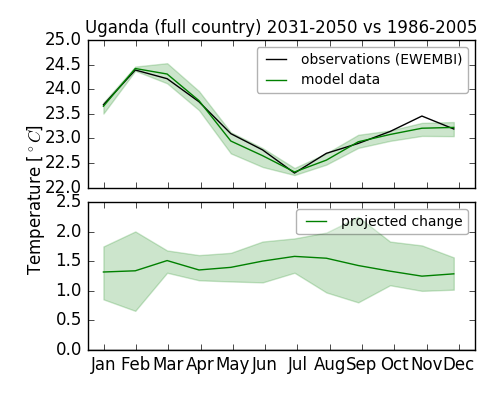 Uganda (full country) 2031-2050 vs 1986-2005
25.0
24.5
24.0
23.5
23.0
22.5
22.0
observations (EWEMBI)
model data
Temperature [°C]
2.5
2.0
1.5
1.0
0.5
0.0
projected change
Jan Feb Mar Apr May Jun Jul Aug Sep Oct Nov Dec